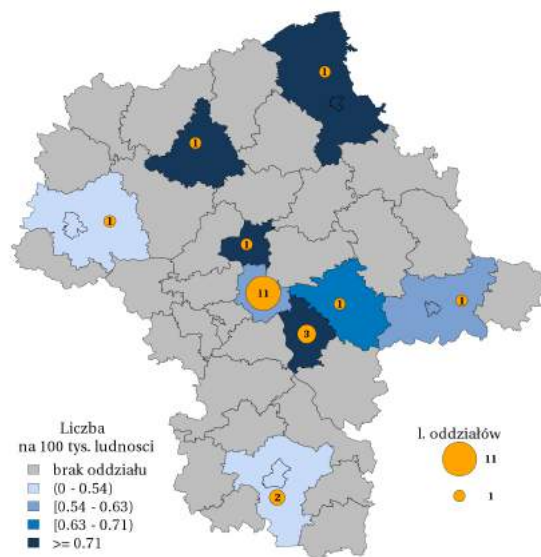 1
1
1
1
11
1
1
3
2
Liczba
na 100 tys. ludnosci
brak oddziału
(0 - 0.54)
[0.54 - 0.63)
[0.63 - 0.71)
>= 0.71
l. oddziałów
11
1